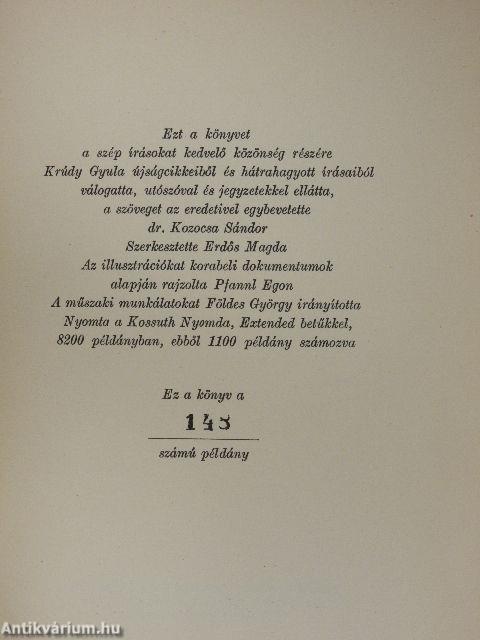 Ezt a könyvet
a szép írásokat kedvelő közönség részére
Krúdy Gyula újságcikkeiből és hátrahagyott írásaiból
válogatta, utószóval és jegyzetekkel ellátta,
a szöveget az eredetivel egybevetette
dr. Kozocsa Sándor
Szerkesztette Erdős Magda
Az illusztrációkat korabeli dokumentumok
alapján rajzolta Pfannl Egon
A műszaki munkálatokat Földes György irányította
Nyomta a Kossuth Nyomda, Extended betűkkel,
8200 példányban, ebből 1100 példány számozva
Ez a könyv a
148
számú példány
Antikvárium.hu